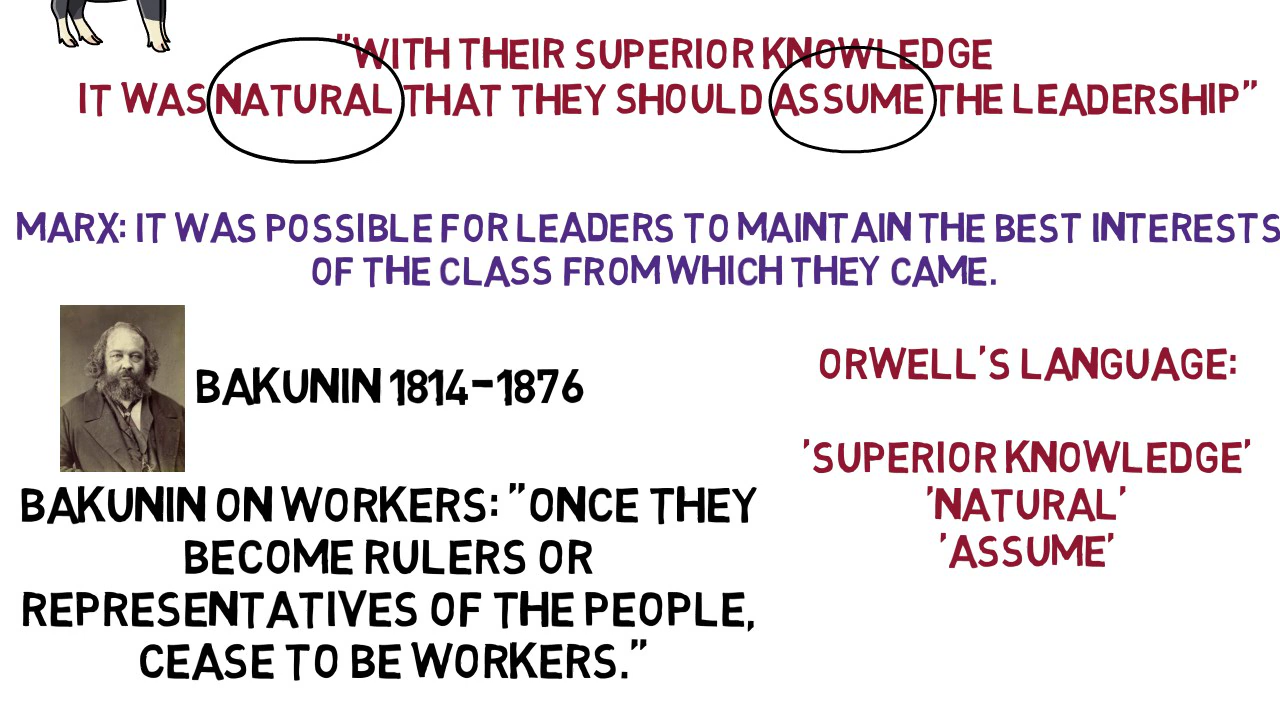 "WITH THEIR SUPERIOR KNOWLEDGE
IT WAS NATURAL THAT THEY SHOULD ASSUME THE LEADERSHIP"
MARX: IT WAS POSSIBLE FOR LEADERS TO MAINTAIN THE BEST INTERESTS
OF THE CLASS FROM WHICH THEY CAME.
BAKUNIN 1814-1876
BAKUNIN ON WORKERS: "ONCE THEY
BECOME RULERS OR
REPRESENTATIVES OF THE PEOPLE,
CEASE TO BE WORKERS."
ORWELL'S LANGUAGE:
'SUPERIOR KNOWLEDGE'
'NATURAL'
'ASSUME'